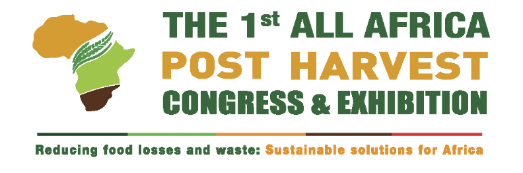 THE 1st ALL AFRICA
POST HARVEST
CONGRESS & EXHIBITION
Reducing food losses and waste: Sustainable solutions for Africa